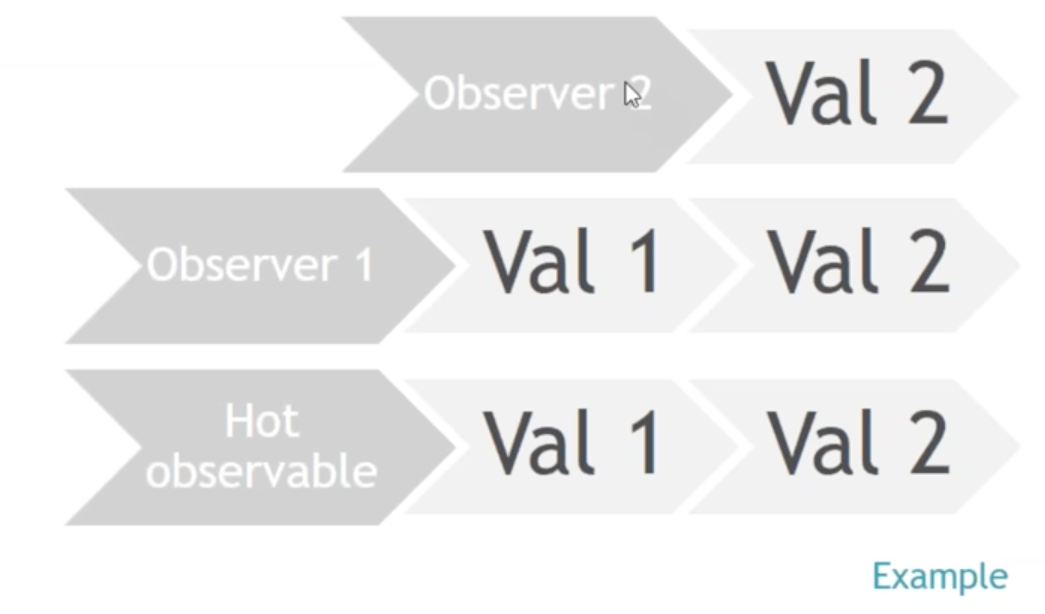 Observer 2 Val 2
Observer 1 Val 1 Val 2
Hot
observable Val 1 Val 2
Example